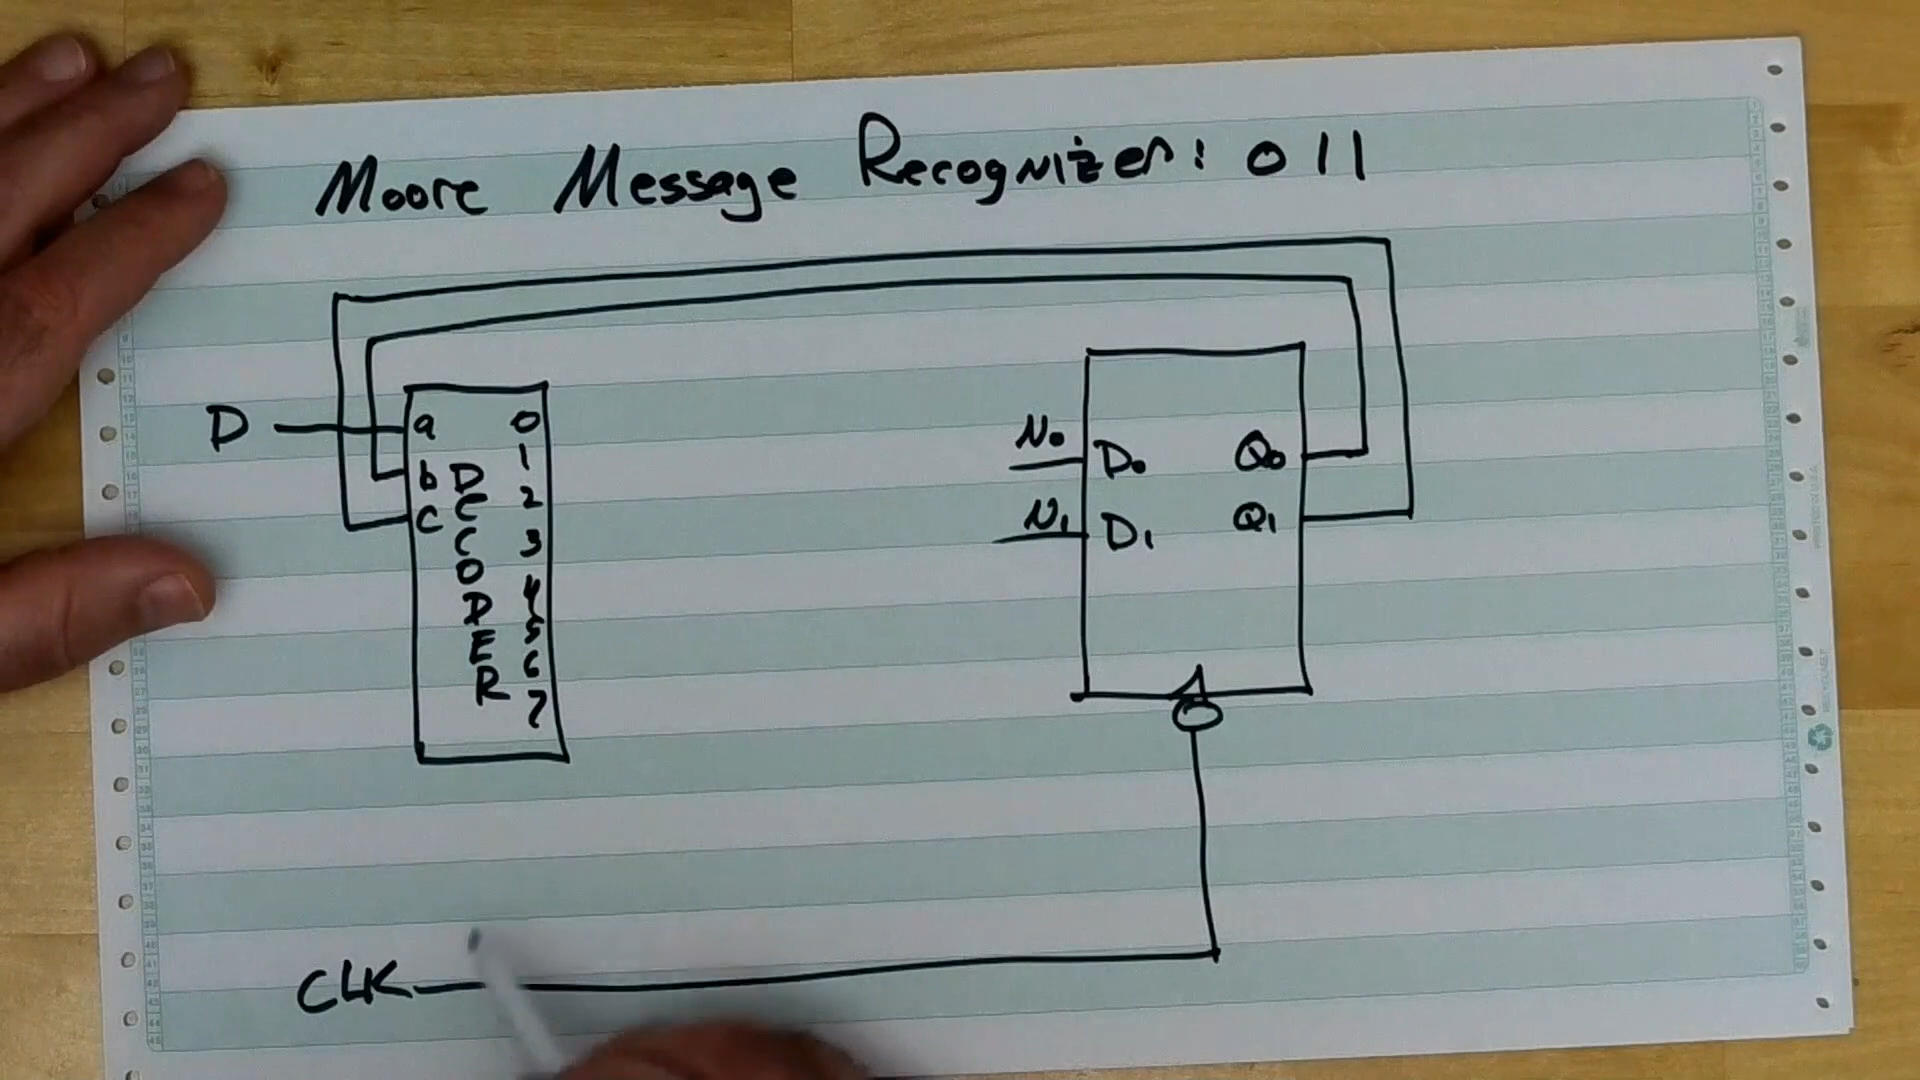 Moore Message Recognizer: 011
D
a 0
b 1
c 2
3
4
5
6
7
DECODER
N0 D0 Q0
N1 D1 Q1
CLK